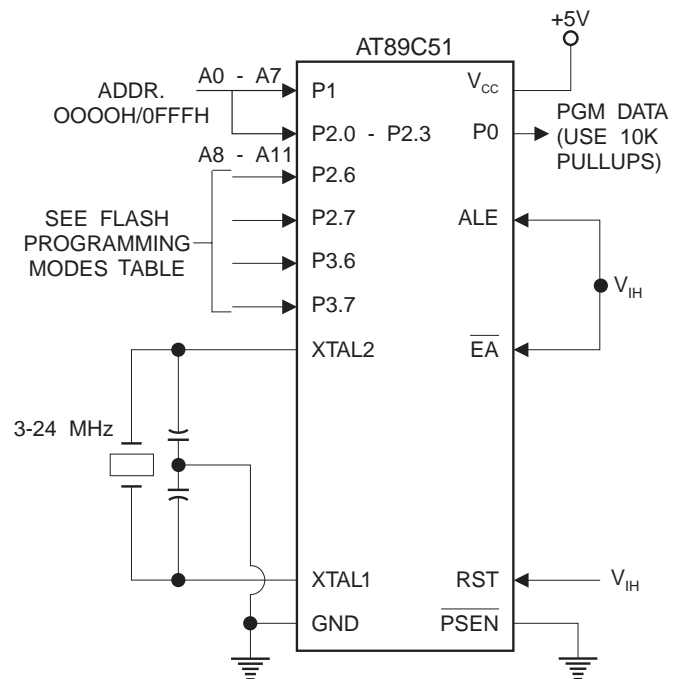 +5V
AT89C51
ADDR.
OOOOH/0FFFH
A0 - A7
P1
VCC
P2.0 - P2.3
P0
PGM DATA
(USE 10K
PULLUPS)
A8 - A11
P2.6
SEE FLASH
PROGRAMMING
MODES TABLE
P2.7
ALE
P3.6
VIH
P3.7
XTAL2
EA
3-24 MHz
XTAL1
RST
VIH
GND
PSEN